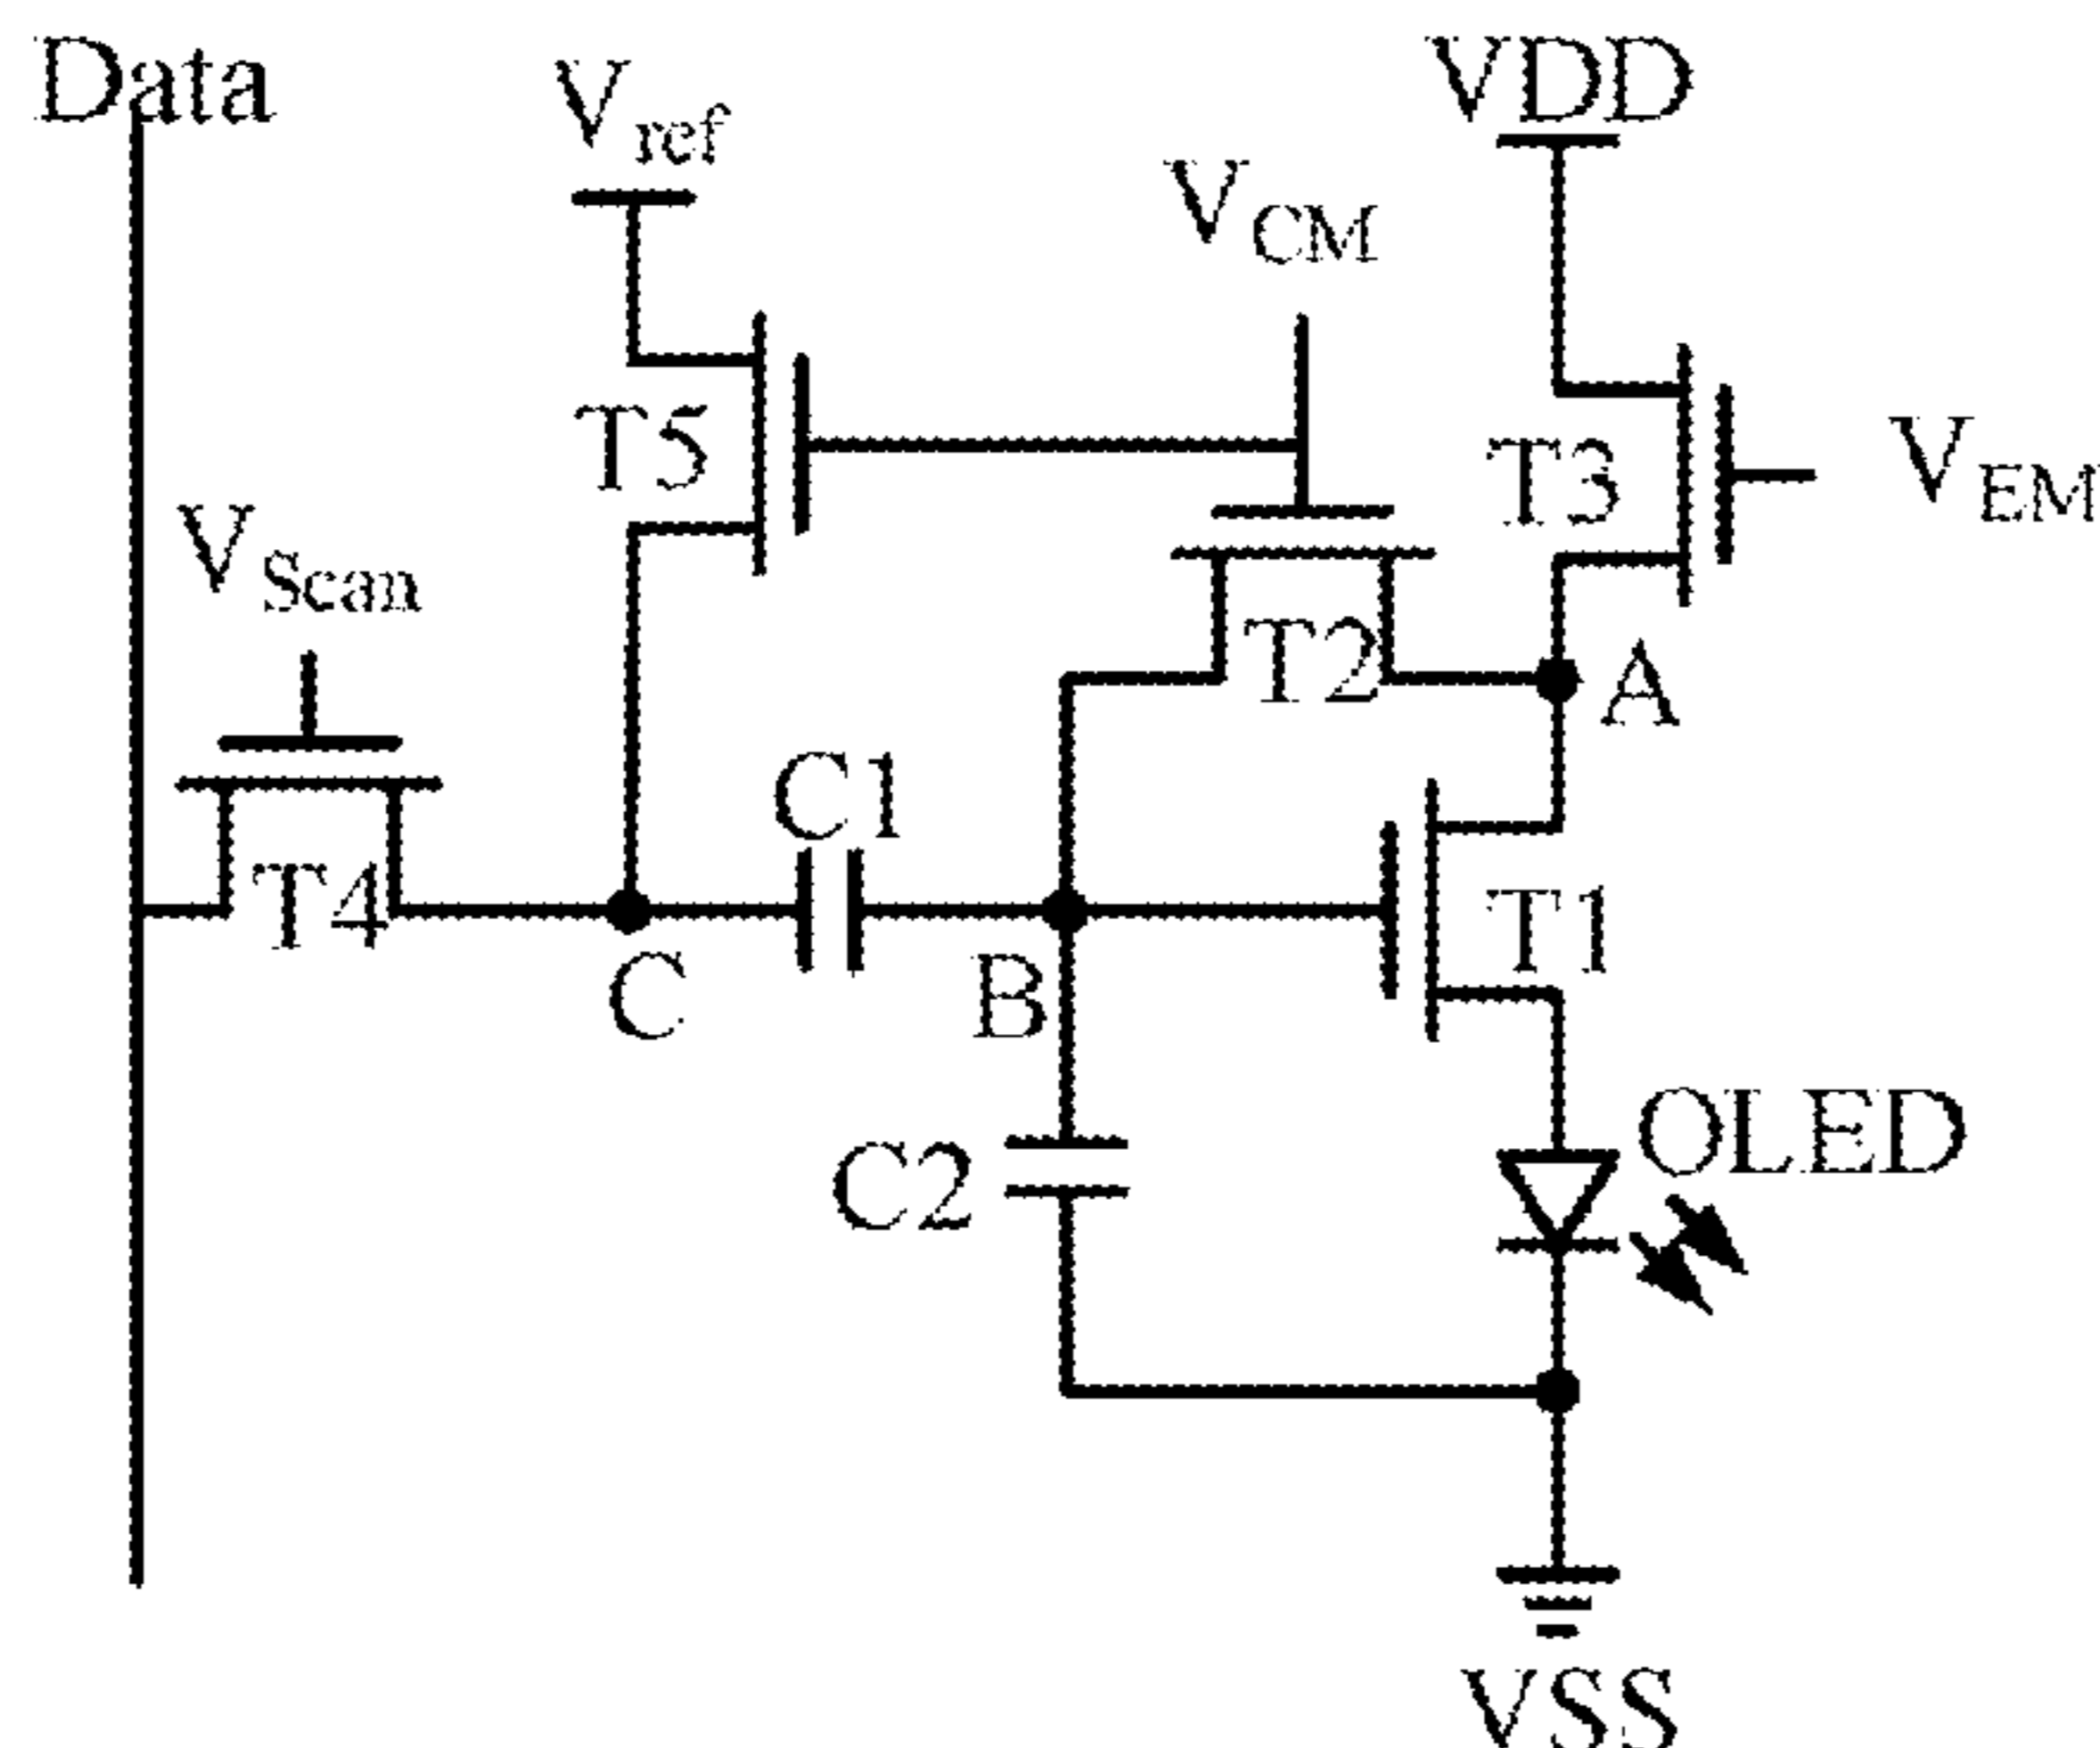 Data
Vref
VDD
VCM
T5
T3
VEM
VScan
T2
A
C1
T4
T1
C
B
OLED
C2
VSS